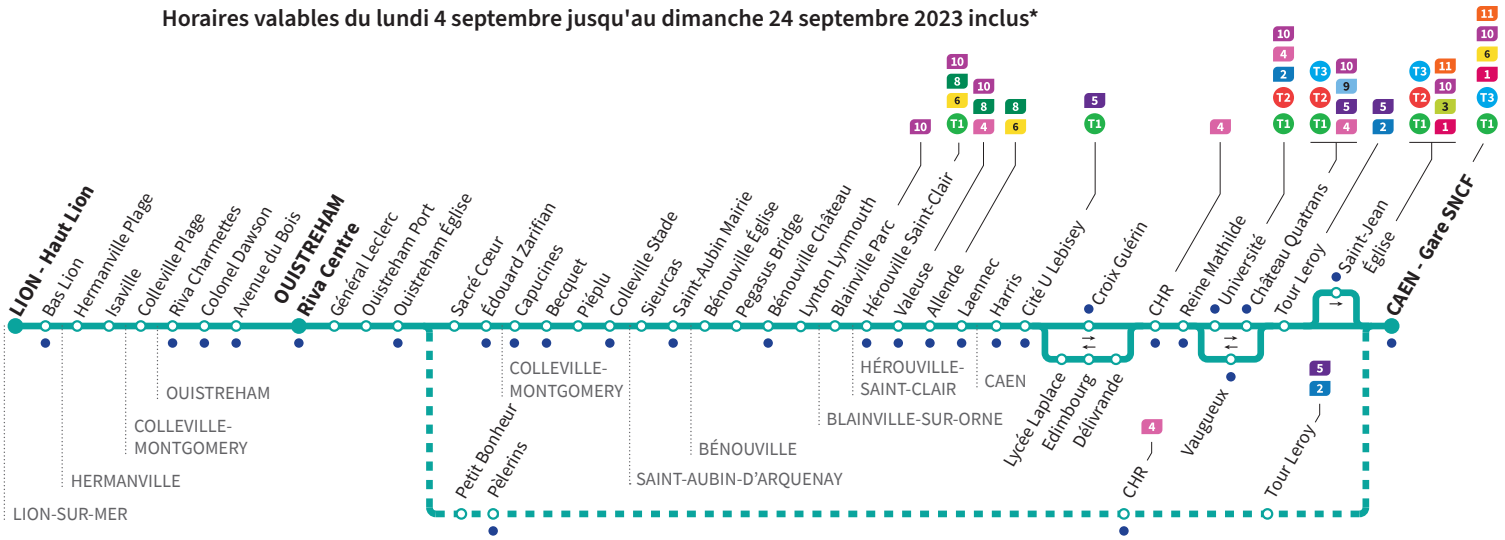 Horaires valables du lundi 4 septembre jusqu'au dimanche 24 septembre 2023 inclus*
LION - Haut Lion
Bas Lion
Hermanville Plage
Isaville
Colleville Plage
Riva Charmettes
Colonel Dawson
Avenue du Bois
OUISTREHAM
Riva Centre
Général Leclerc
Ouistreham Port
Ouistreham Église
Sacré Cœur
Édouard Zarifian
Capucines
Becquet
Piéplu
Colleville Stade
Sieurcas
Saint-Aubin Mairie
Bénouville Église
Pegasus Bridge
Bénouville Château
Lynton Lynmouth
Blainville Parc
10
Hérouville Saint-Clair
10
8
6
T1
Valeuse
10
8
4
Allende
8
6
Laennec
Harris
Cité U Lebisey
5
T1
Croix Guérin
CHR
4
Reine Mathilde
Université
10
4
2
T2
T1
Château Quatrans
T3 10
T2 9
5
T1 4
Tour Leroy
5
2
Saint-Jean
Église
T3 11
T2 10
3
T1 1
CAEN - Gare SNCF
11
10
6
1
T3
T1
Lycée Laplace
Edimbourg
Délivrande
Vaugueux
Petit Bonheur
Pèlerins
CHR
4
Tour Leroy
5
2
LION-SUR-MER
HERMANVILLE
COLLEVILLE-
MONTGOMERY
OUISTREHAM
COLLEVILLE-
MONTGOMERY
SAINT-AUBIN-D'ARQUENAY
BÉNOUVILLE
BLAINVILLE-SUR-ORNE
HÉROUVILLE-
SAINT-CLAIR
CAEN